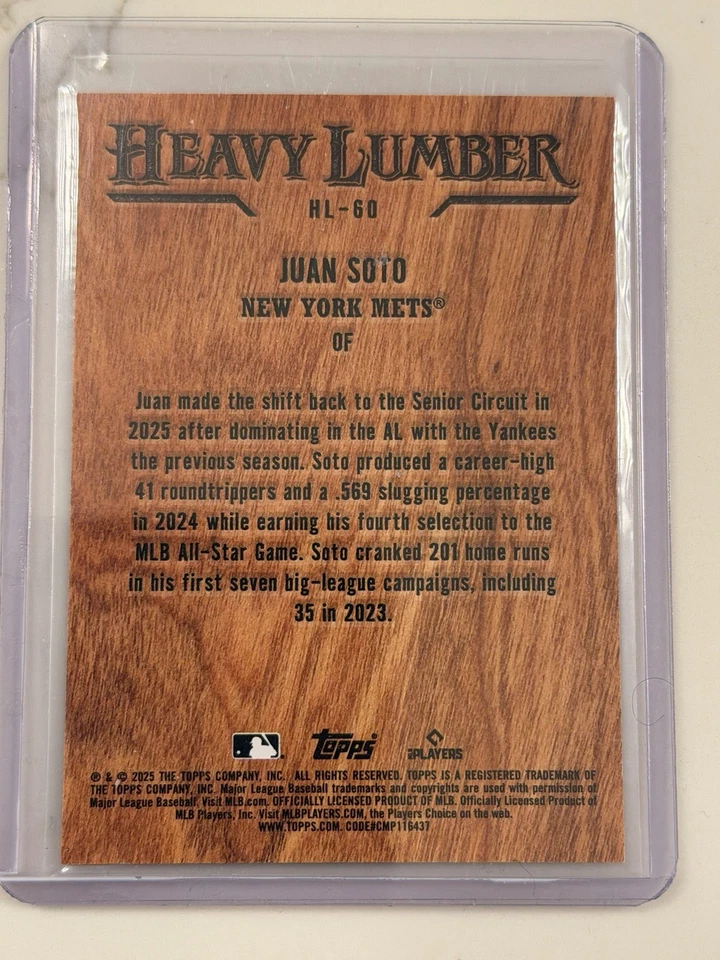 HEAVY LUMBER
HL-60
JUAN SOTO
NEW YORK METS®
OF
Juan made the shift back to the Senior Circuit in
2025 after dominating in the AL with the Yankees
the previous season. Soto produced a career-high
41 roundtrippers and a .569 slugging percentage
in 2024 while earning his fourth selection to the
MLB All-Star Game. Soto cranked 201 home runs
in his first seven big-league campaigns, including
35 in 2023.
Topps
PLAYERS
® & © 2025 THE TOPPS COMPANY, INC. ALL RIGHTS RESERVED. TOPPS IS A REGISTERED TRADEMARK OF
THE TOPPS COMPANY, INC. Major League Baseball trademarks and copyrights are used with permission of
Major League Baseball. Visit MLB.com. OFFICIALLY LICENSED PRODUCT OF MLB. Officially Licensed Product of
MLB Players, Inc. Visit MLBPLAYERS.COM, the Players Choice on the web.
WWW.TOPPS.COM. CODE#CMP116437